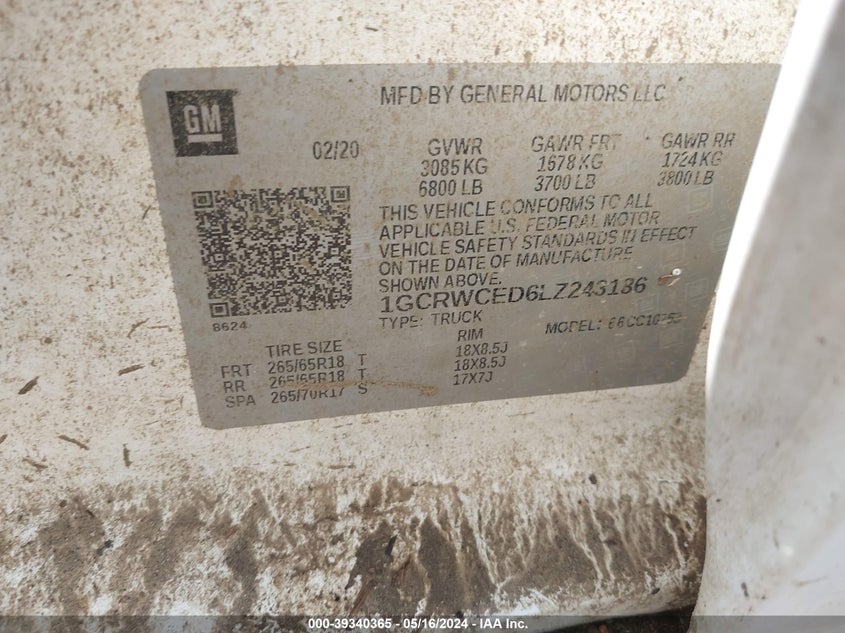 GM
MFD BY GENERAL MOTORS LLC
02/20 GVWR GAWR FRT GAWR RR
3085 KG 1678 KG 1724 KG
6800 LB 3700 LB 3800 LB
THIS VEHICLE CONFORMS TO ALL
APPLICABLE U.S. FEDERAL MOTOR
VEHICLE SAFETY STANDARDS IN EFFECT
ON THE DATE OF MANUFACTURE
SHOWN ABOVE.
1GCRWCED6LZ243186
8624
TYPE: TRUCK MODEL:
TIRE SIZE RIM
FRT 265/65R18 T 18X8.5J
RR 265/65R18 T 18X8.5J
SPA 265/70R17 S 17X7J
000-39340365 - 05/16/2024 - IAA Inc.